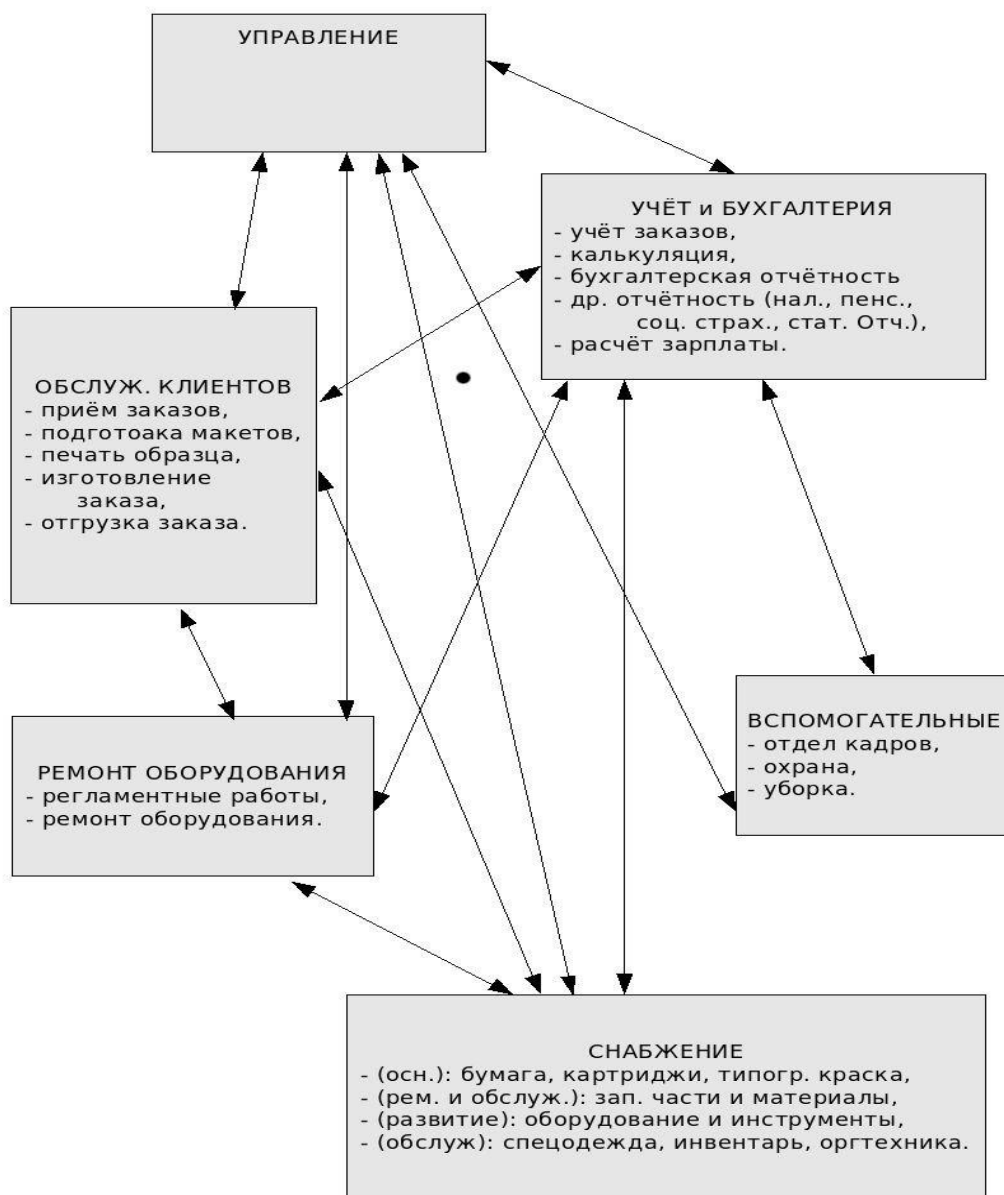 УПРАВЛЕНИЕ
УЧЁТ и БУХГАЛТЕРИЯ
- учёт заказов,
- калькуляция,
- бухгалтерская отчётность
- др. отчётность (нал., пенс.,
соц. страх., стат. Отч.),
- расчёт зарплаты.
ОБСЛУЖ. КЛИЕНТОВ
- приём заказов,
- подготоака макетов,
- печать образца,
- изготовление
заказа,
- отгрузка заказа.
РЕМОНТ ОБОРУДОВАНИЯ
- регламентные работы,
- ремонт оборудования.
ВСПОМОГАТЕЛЬНЫЕ
- отдел кадров,
- охрана,
- уборка.
СНАБЖЕНИЕ
- (осн.): бумага, картриджи, типогр. краска,
- (рем. и обслуж.): зап. части и материалы,
- (развитие): оборудование и инструменты,
- (обслуж): спецодежда, инвентарь, оргтехника.